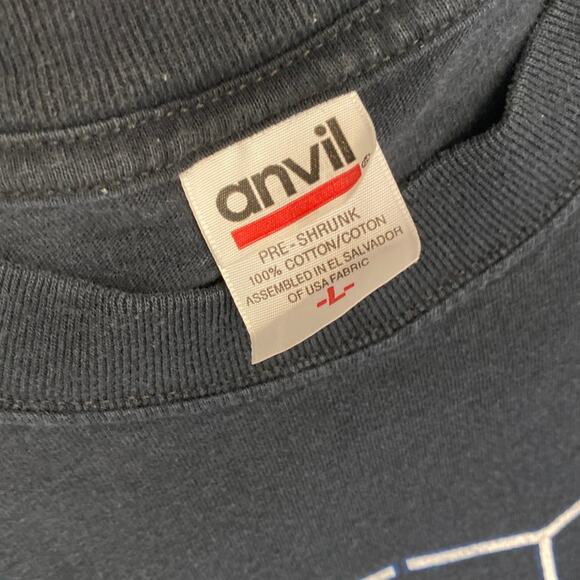 anvil®
PRE-SHRUNK
100% COTTON/COTON
ASSEMBLED IN EL SALVADOR
OF USA FABRIC
-L-